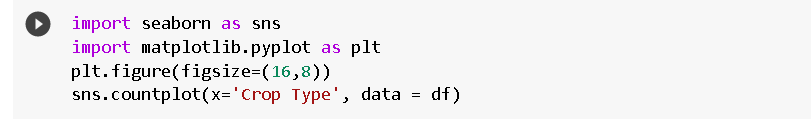 import seaborn as sns
import matplotlib.pyplot as plt
plt.figure(figsize=(16,8))
sns.countplot(x='Crop Type', data = df)